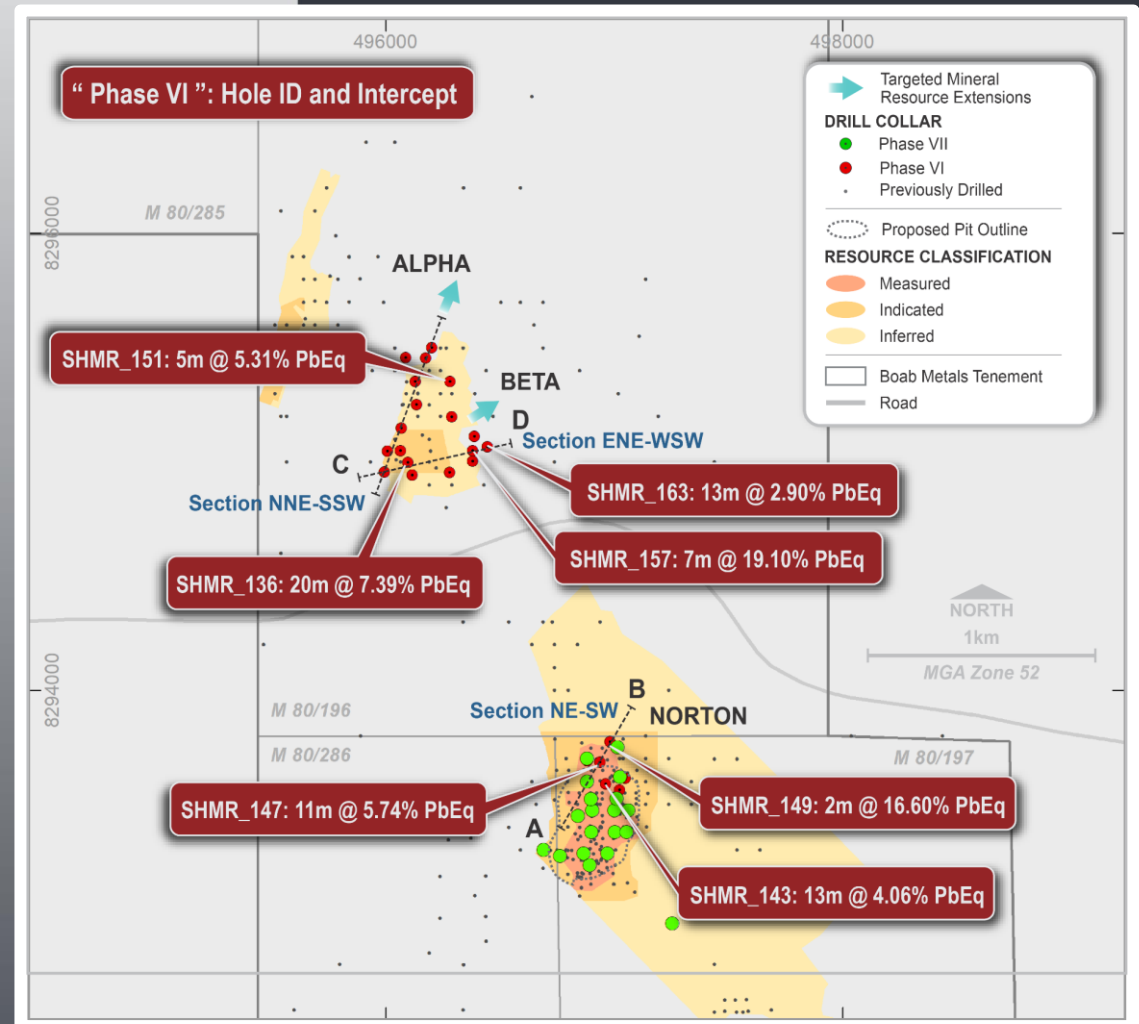 496000
498000
“ Phase VI ”: Hole ID and Intercept
Targeted Mineral
Resource Extensions
DRILL COLLAR
Phase VII
Phase VI
Previously Drilled
Proposed Pit Outline
RESOURCE CLASSIFICATION
Measured
Indicated
Inferred
Boab Metals Tenement
Road
M 80/285
8296000
ALPHA
SHMR_151: 5m @ 5.31% PbEq
BETA
D
Section ENE-WSW
C
Section NNE-SSW
SHMR_163: 13m @ 2.90% PbEq
SHMR_157: 7m @ 19.10% PbEq
SHMR_136: 20m @ 7.39% PbEq
NORTH
1km
MGA Zone 52
8294000
B
Section NE-SW
NORTON
M 80/196
M 80/286
M 80/197
SHMR_147: 11m @ 5.74% PbEq
SHMR_149: 2m @ 16.60% PbEq
A
SHMR_143: 13m @ 4.06% PbEq